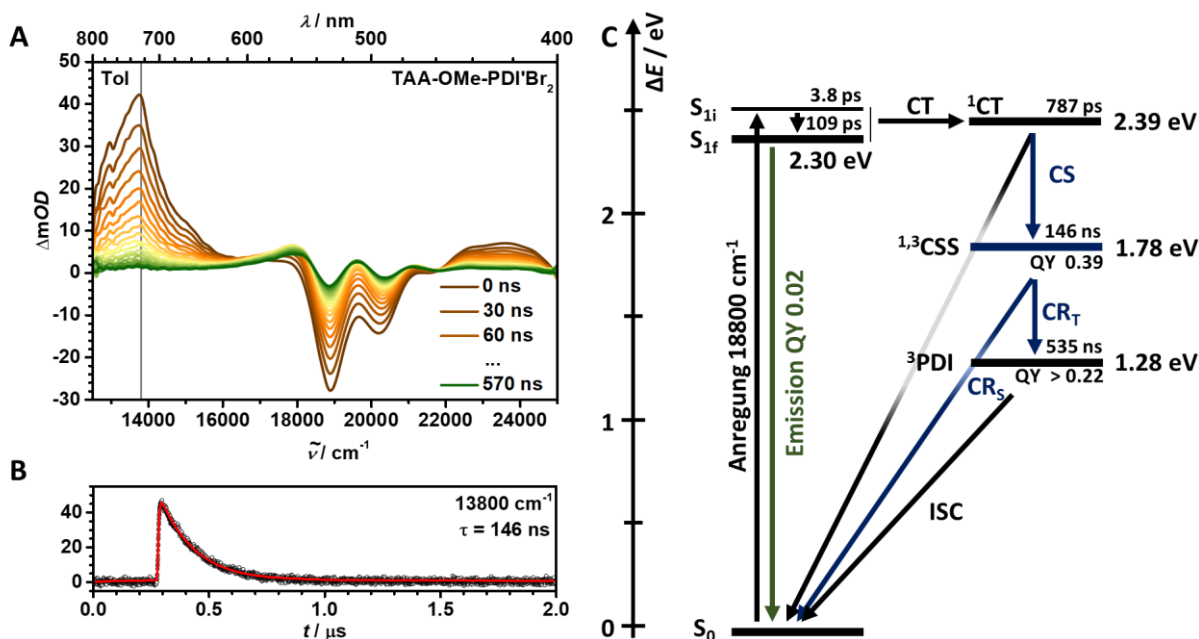 A
λ / nm
800 700 600 500 400
Tol
TAA-OMe-PDI'Br₂
ΔmOD
50
40
30
20
10
0
-10
-20
-30
0 ns
30 ns
60 ns
...
570 ns
14000 16000 18000 20000 22000 24000
ṽ / cm⁻¹
B
13800 cm⁻¹
τ = 146 ns
40
20
0
0.0 0.5 1.0 1.5 2.0
t / μs
C
ΔE / eV
2
1
0
S₁ᵢ
3.8 ps
109 ps
S₁f
2.30 eV
CT
¹CT
787 ps
2.39 eV
CS
¹,³CSS
146 ns
QY 0.39
1.78 eV
CR_T
³PDI
535 ns
QY > 0.22
1.28 eV
CR_S
ISC
Anregung 18800 cm⁻¹
Emission QY 0.02
S₀